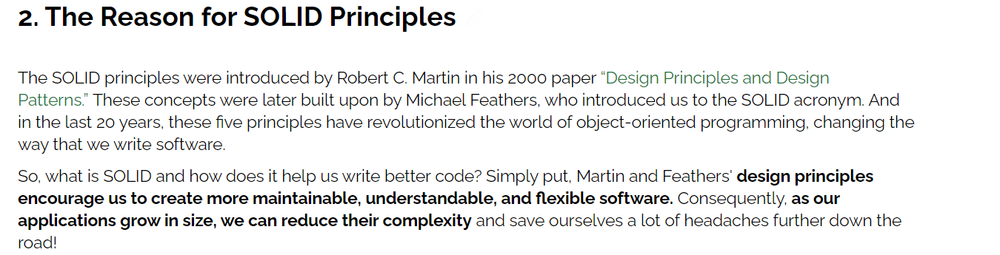 2. The Reason for SOLID Principles
The SOLID principles were introduced by Robert C. Martin in his 2000 paper “Design Principles and Design
Patterns.” These concepts were later built upon by Michael Feathers, who introduced us to the SOLID acronym. And
in the last 20 years, these five principles have revolutionized the world of object-oriented programming, changing the
way that we write software.
So, what is SOLID and how does it help us write better code? Simply put, Martin and Feathers' design principles
encourage us to create more maintainable, understandable, and flexible software. Consequently, as our
applications grow in size, we can reduce their complexity and save ourselves a lot of headaches further down the
road!